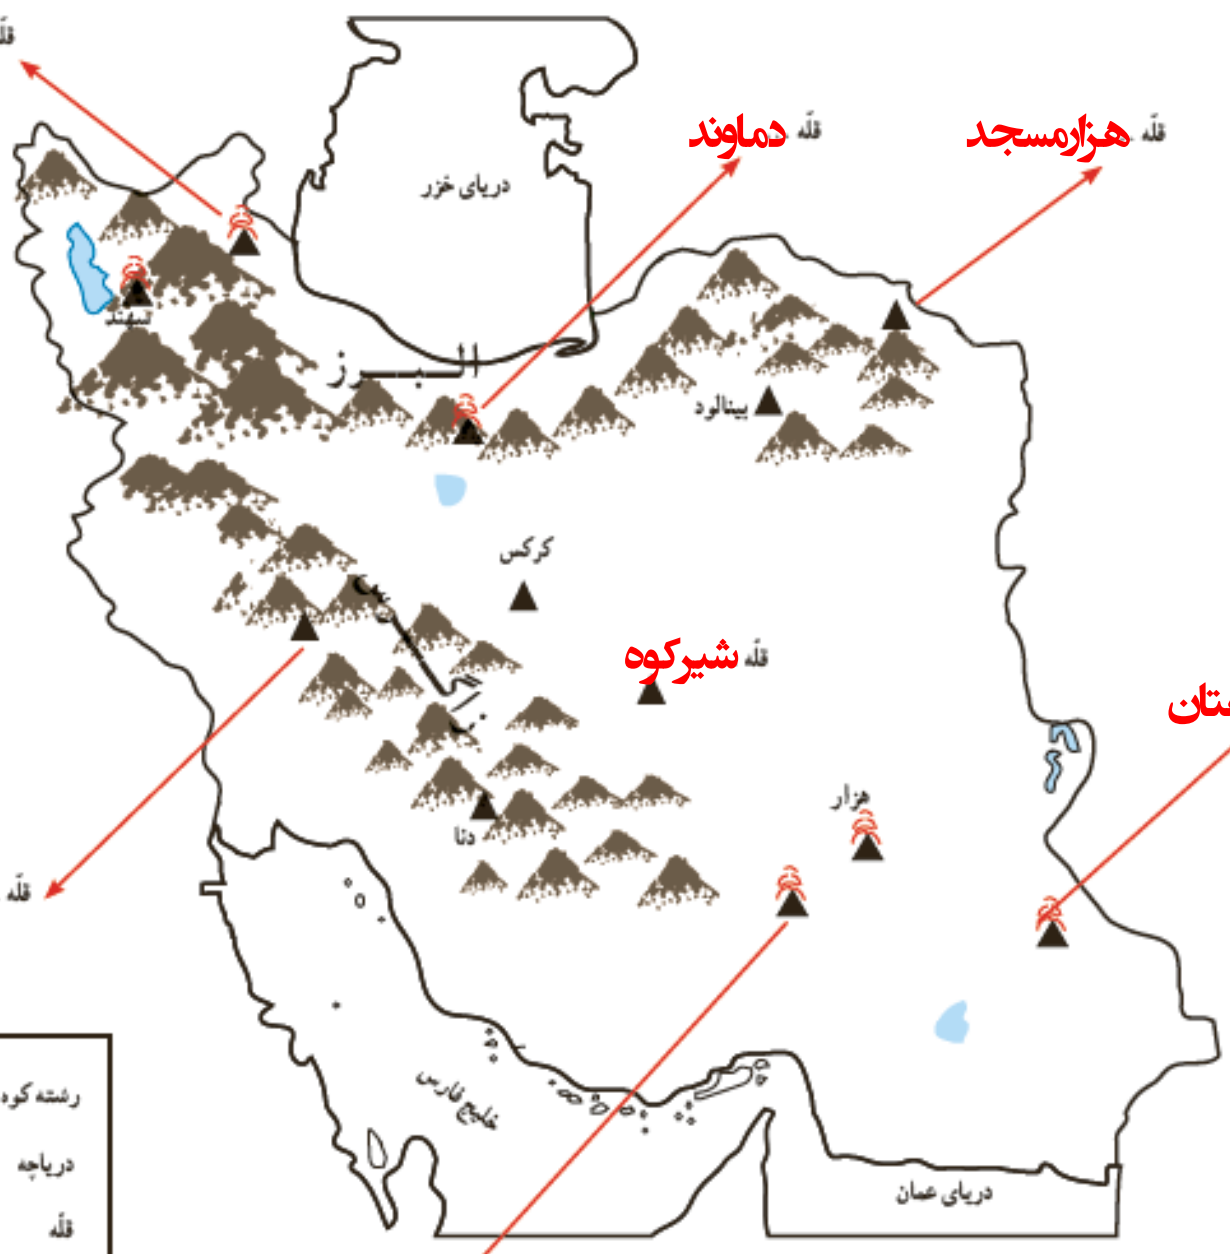 قلّه
قلّه دماوند
قلّه هزارمسجد
دریای خزر
سهند
البرز
بینالود
کرکس
قلّه شیرکوه
هزار
دنا
قلّه
خلیج فارس
دریای عمان
رشته کوه
دریاچه
قلّه